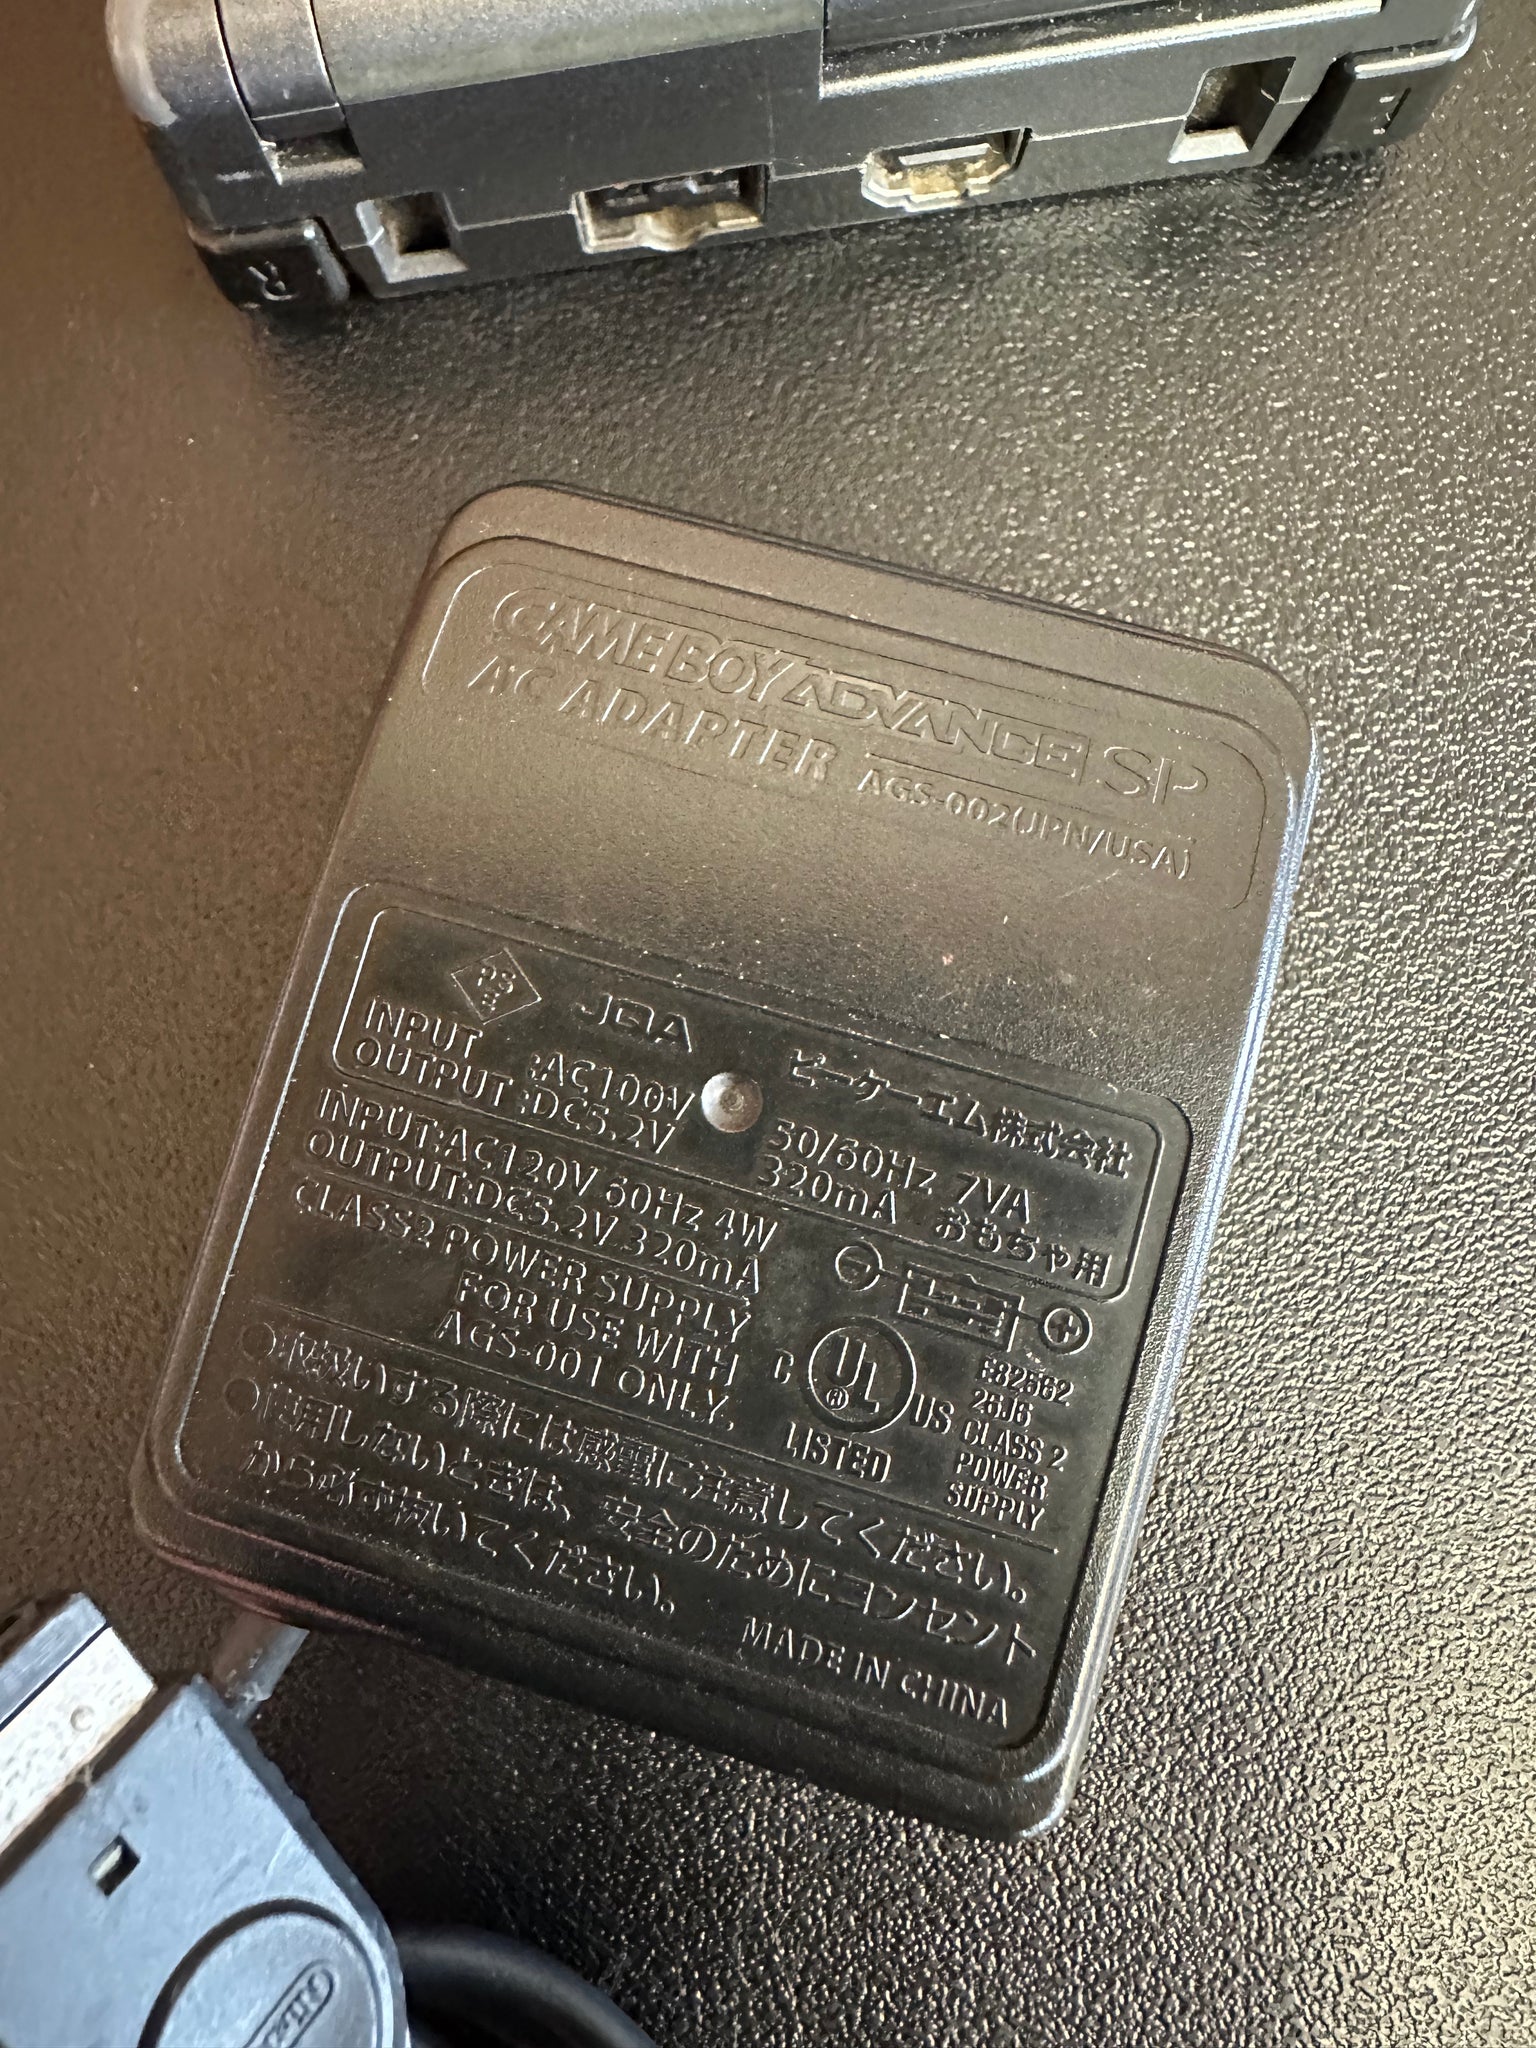 R
L
GAME BOY ADVANCE SP
AC ADAPTER AGS-002(JPN/USA)
PS
E
JQA
ピーケーエム株式会社
INPUT :AC100V 50/60Hz 7VA
OUTPUT :DC5.2V 320mA おもちゃ用
INPUT:AC120V 60Hz 4W
OUTPUT:DC5.2V 320mA
CLASS2 POWER SUPPLY
FOR USE WITH
AGS-001 ONLY.
C UL® US
LISTED
E82562
26J6
CLASS 2
POWER
SUPPLY
●取扱いする際には感電に注意してください。
●使用しないときは、安全のためにコンセント
から必ず抜いてください。
MADE IN CHINA